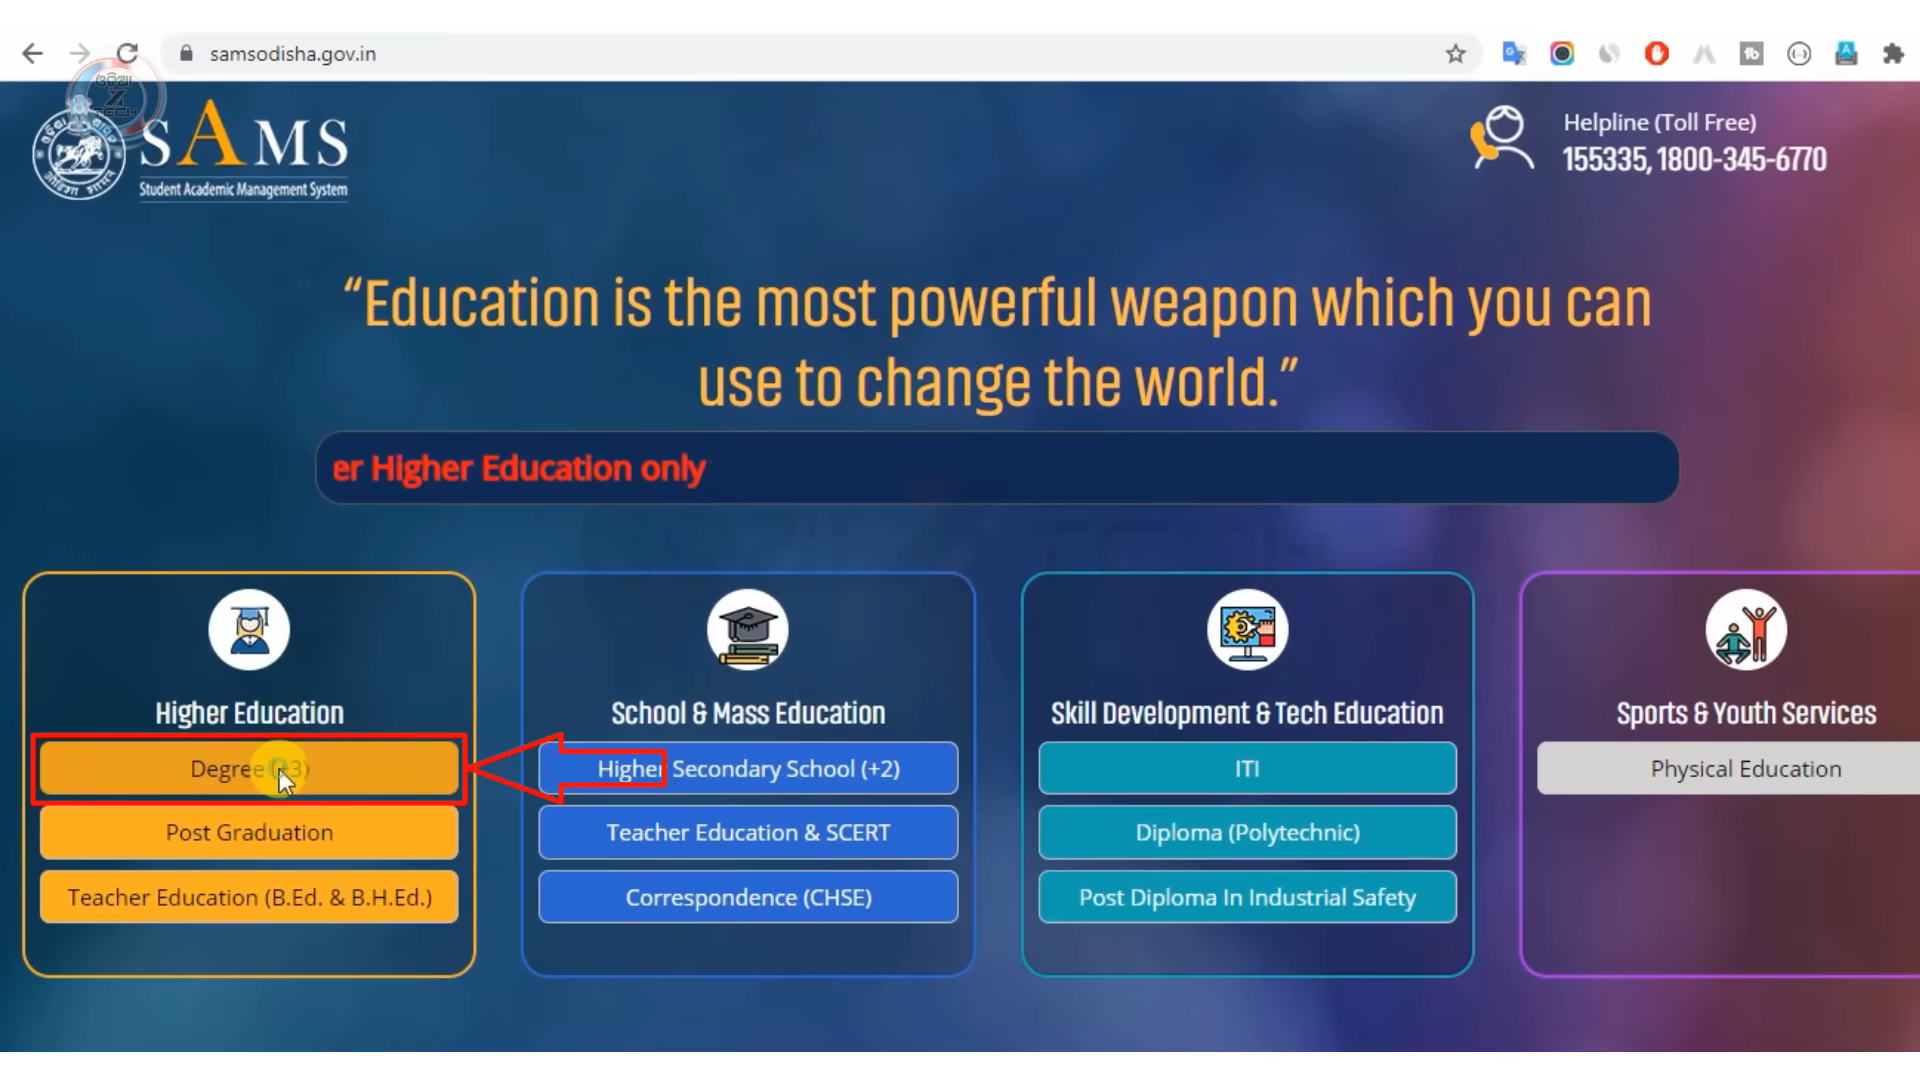 samsodisha.gov.in
ଓଡ଼ିଆ
Z
TECH
SAMS
Student Academic Management System
Helpline (Toll Free)
155335, 1800-345-6770
“Education is the most powerful weapon which you can
use to change the world.”
er Higher Education only
Higher Education
Degree (+3)
Post Graduation
Teacher Education (B.Ed. & B.H.Ed.)
School & Mass Education
Higher Secondary School (+2)
Teacher Education & SCERT
Correspondence (CHSE)
Skill Development & Tech Education
ITI
Diploma (Polytechnic)
Post Diploma In Industrial Safety
Sports & Youth Services
Physical Education